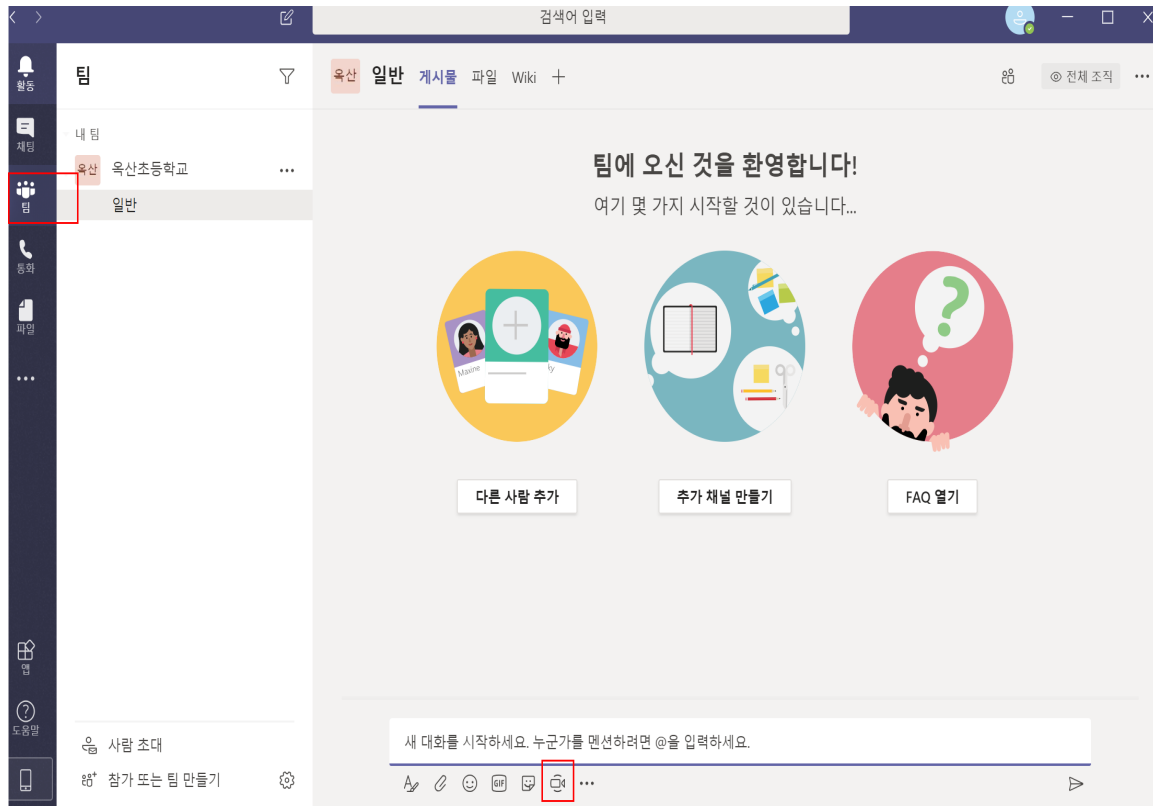 검색어 입력
활동
채팅
팀
통화
파일
앱
도움말
팀
내 팀
옥산 옥산초등학교
일반
사람 초대
참가 또는 팀 만들기
옥산 일반 게시물 파일 Wiki
전체 조직
팀에 오신 것을 환영합니다!
여기 몇 가지 시작할 것이 있습니다...
Maxine
다른 사람 추가
추가 채널 만들기
FAQ 열기
새 대화를 시작하세요. 누군가를 멘션하려면 @을 입력하세요.
GIF